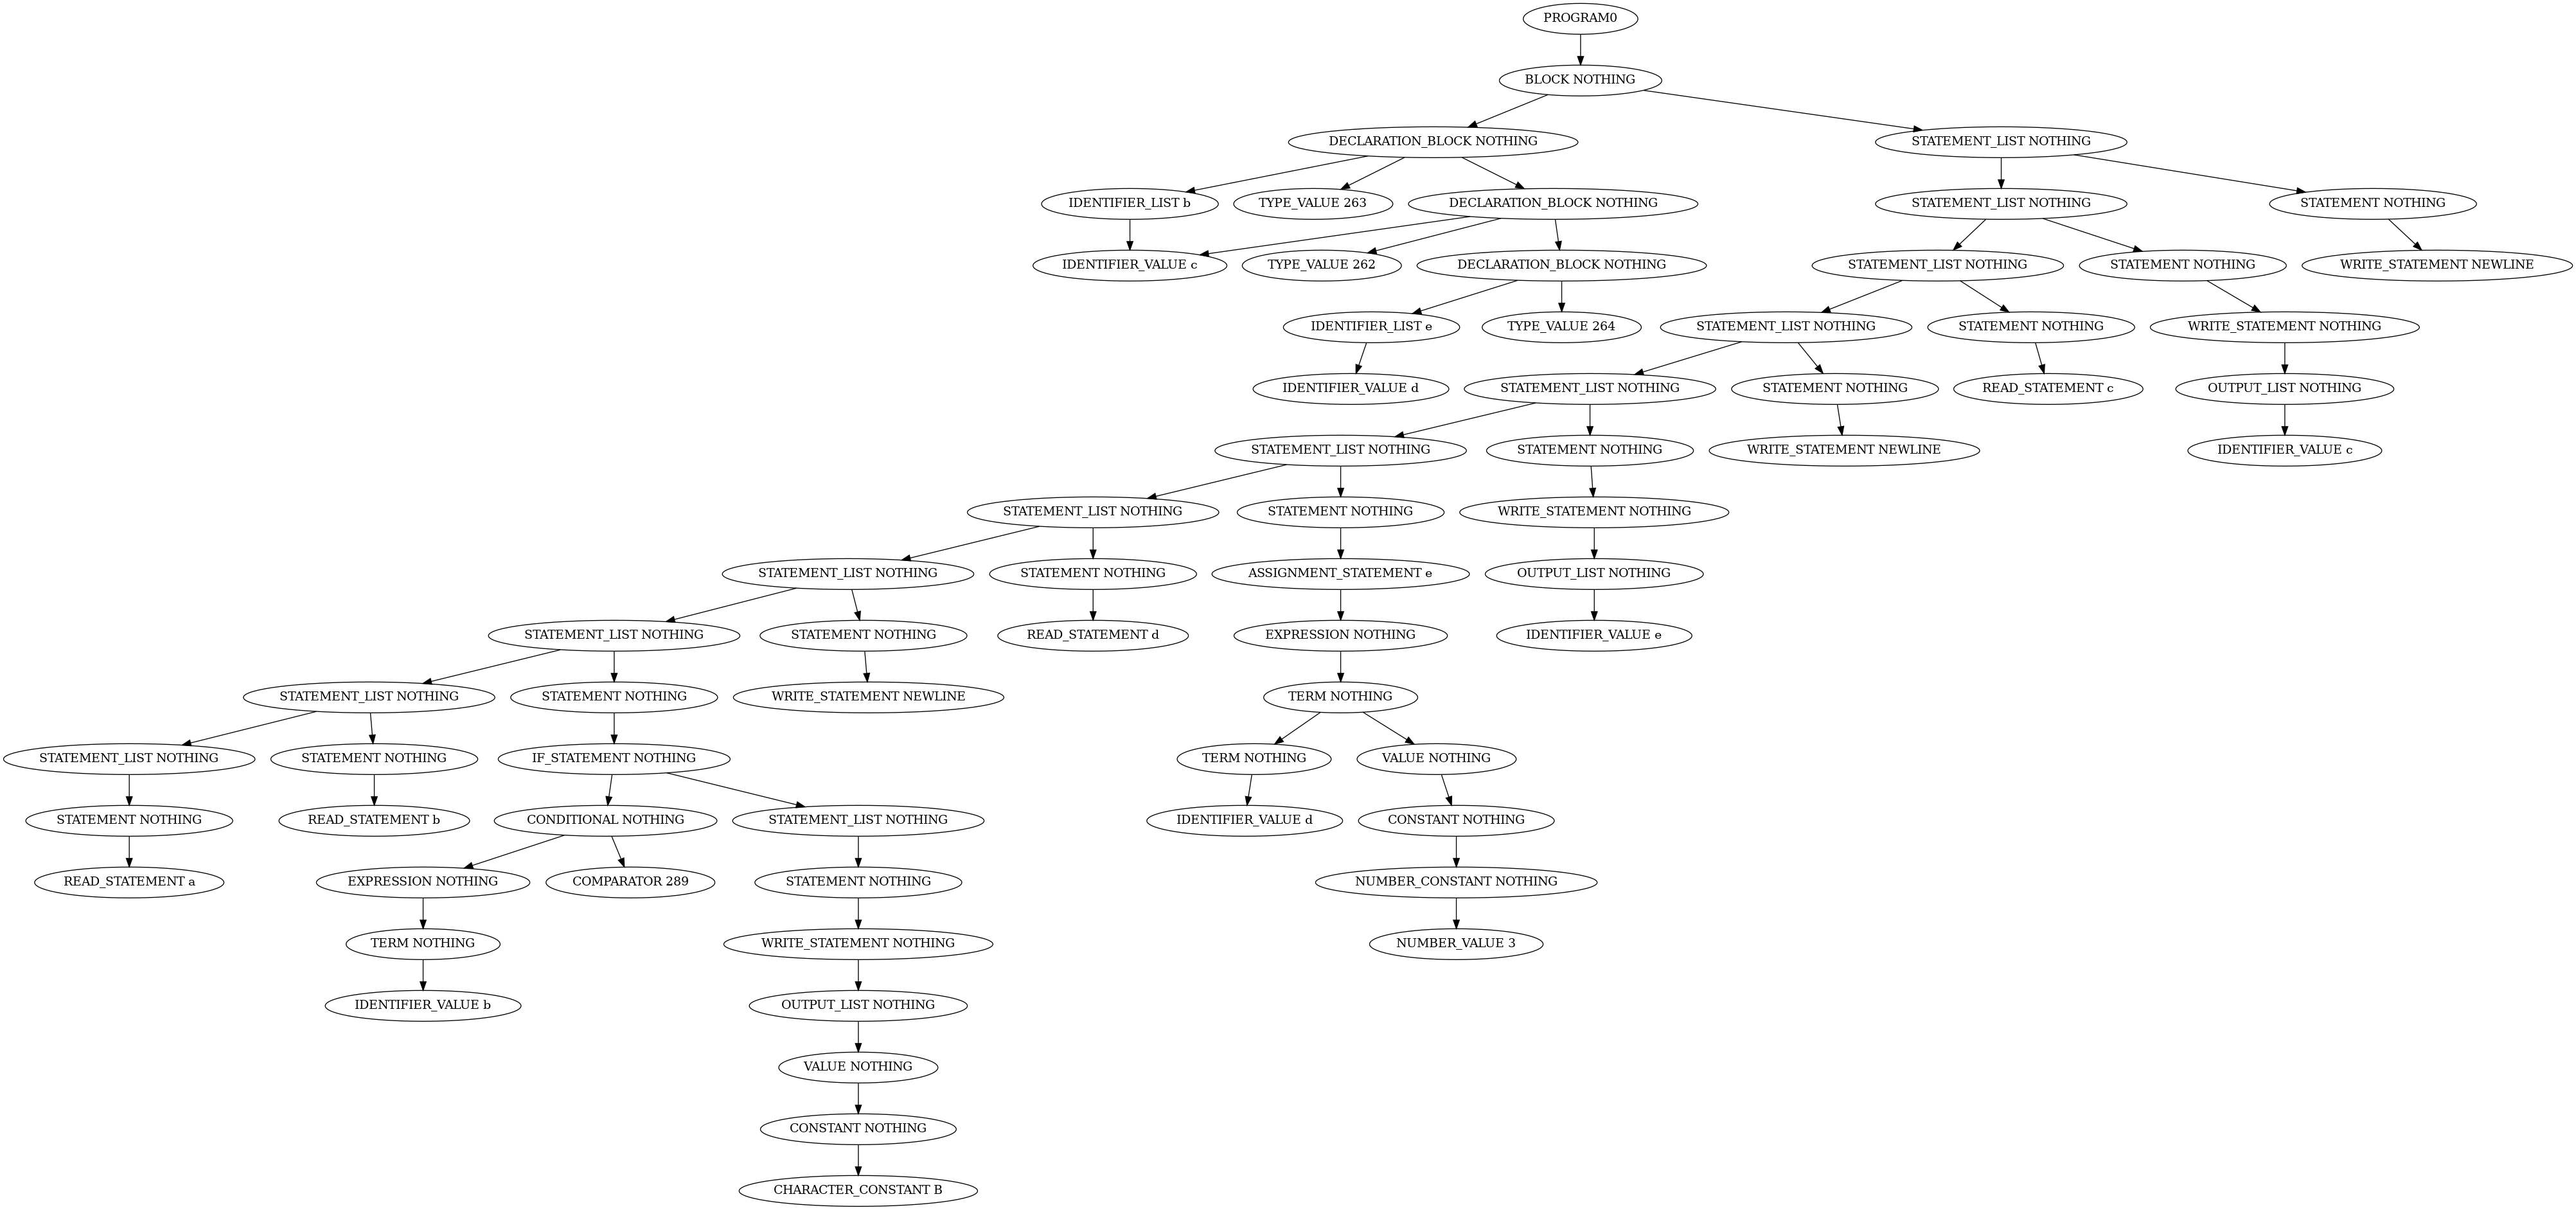 PROGRAM0
BLOCK NOTHING
DECLARATION_BLOCK NOTHING
STATEMENT_LIST NOTHING
IDENTIFIER_LIST b
TYPE_VALUE 263
DECLARATION_BLOCK NOTHING
STATEMENT_LIST NOTHING
STATEMENT NOTHING
IDENTIFIER_VALUE c
TYPE_VALUE 262
DECLARATION_BLOCK NOTHING
STATEMENT_LIST NOTHING
STATEMENT NOTHING
WRITE_STATEMENT NEWLINE
IDENTIFIER_LIST e
TYPE_VALUE 264
STATEMENT_LIST NOTHING
STATEMENT NOTHING
WRITE_STATEMENT NOTHING
IDENTIFIER_VALUE d
STATEMENT_LIST NOTHING
STATEMENT NOTHING
READ_STATEMENT c
OUTPUT_LIST NOTHING
STATEMENT_LIST NOTHING
STATEMENT NOTHING
WRITE_STATEMENT NEWLINE
IDENTIFIER_VALUE c
STATEMENT_LIST NOTHING
STATEMENT NOTHING
WRITE_STATEMENT NOTHING
STATEMENT_LIST NOTHING
STATEMENT NOTHING
ASSIGNMENT_STATEMENT e
OUTPUT_LIST NOTHING
STATEMENT_LIST NOTHING
STATEMENT NOTHING
READ_STATEMENT d
EXPRESSION NOTHING
IDENTIFIER_VALUE e
STATEMENT_LIST NOTHING
STATEMENT NOTHING
WRITE_STATEMENT NEWLINE
TERM NOTHING
STATEMENT_LIST NOTHING
STATEMENT NOTHING
IF_STATEMENT NOTHING
TERM NOTHING
VALUE NOTHING
STATEMENT NOTHING
READ_STATEMENT b
CONDITIONAL NOTHING
STATEMENT_LIST NOTHING
IDENTIFIER_VALUE d
CONSTANT NOTHING
READ_STATEMENT a
EXPRESSION NOTHING
COMPARATOR 289
STATEMENT NOTHING
NUMBER_CONSTANT NOTHING
TERM NOTHING
WRITE_STATEMENT NOTHING
NUMBER_VALUE 3
IDENTIFIER_VALUE b
OUTPUT_LIST NOTHING
VALUE NOTHING
CONSTANT NOTHING
CHARACTER_CONSTANT B